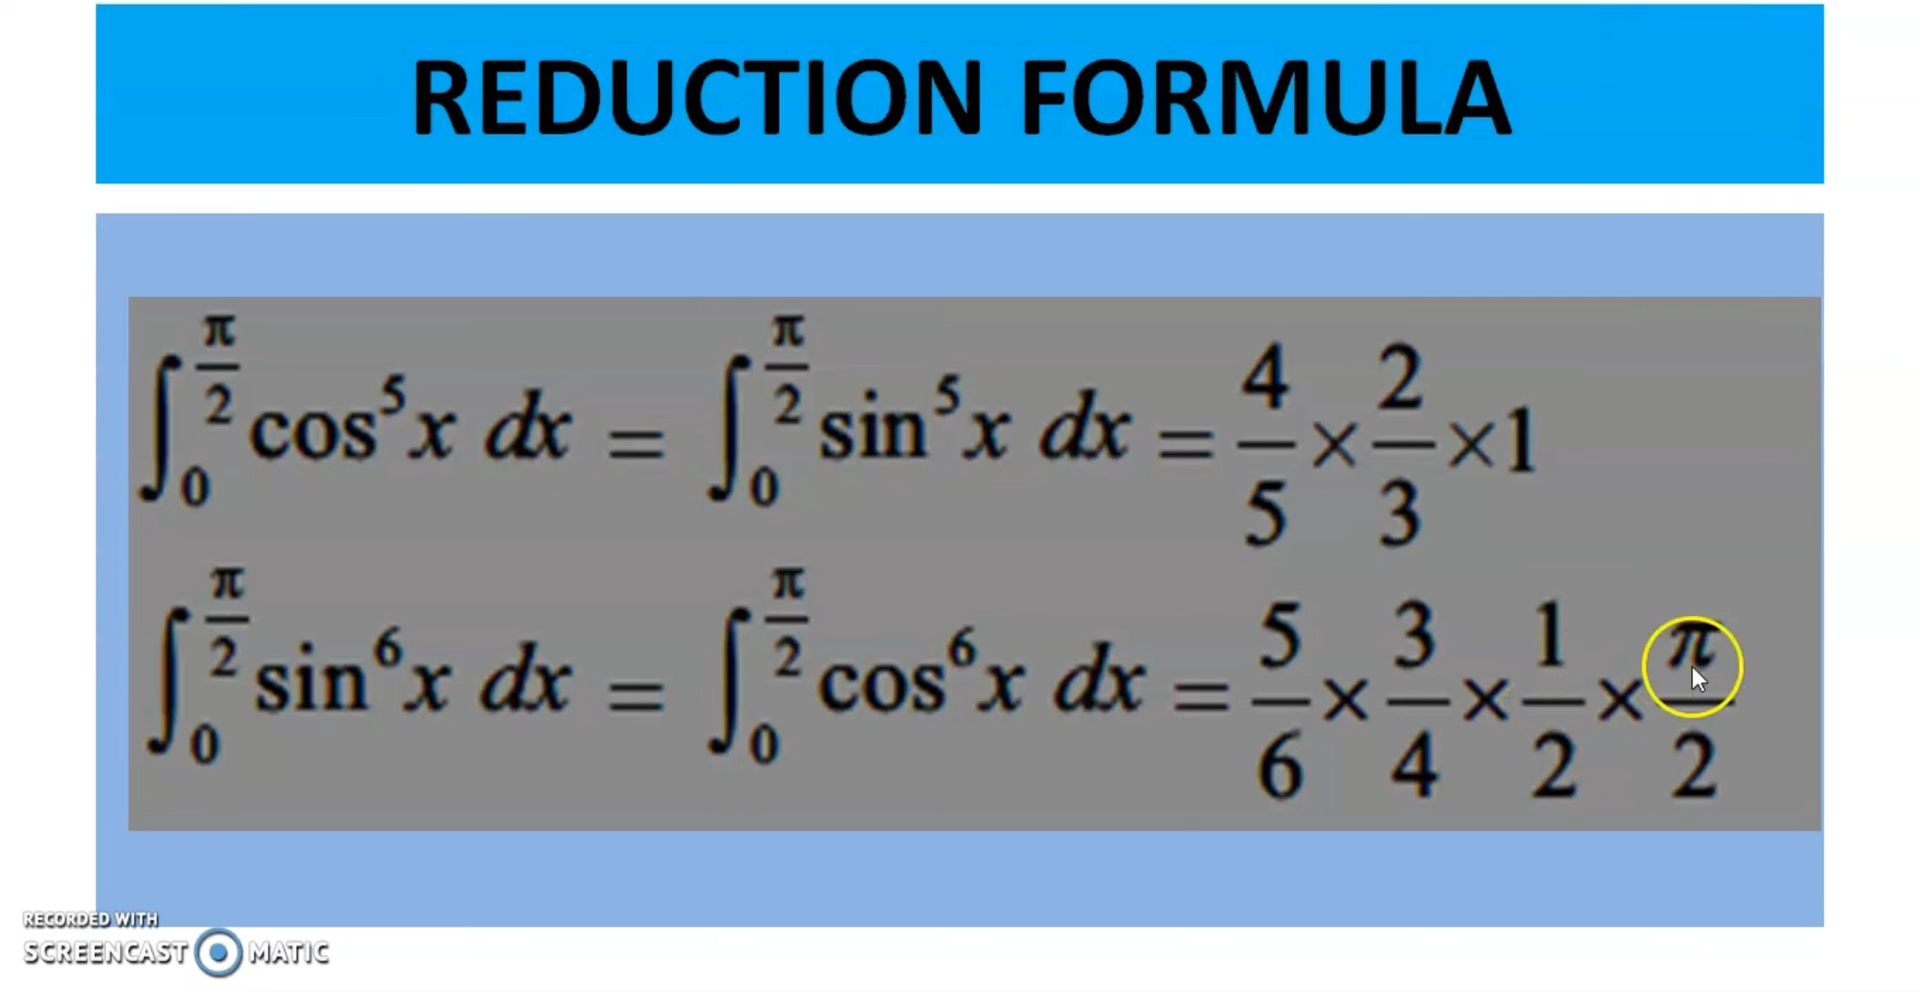 REDUCTION FORMULA
∫₀^(π/2) cos⁵x dx = ∫₀^(π/2) sin⁵x dx = 4/5 × 2/3 × 1
∫₀^(π/2) sin⁶x dx = ∫₀^(π/2) cos⁶x dx = 5/6 × 3/4 × 1/2 × π/2
RECORDED WITH
SCREENCAST MATIC